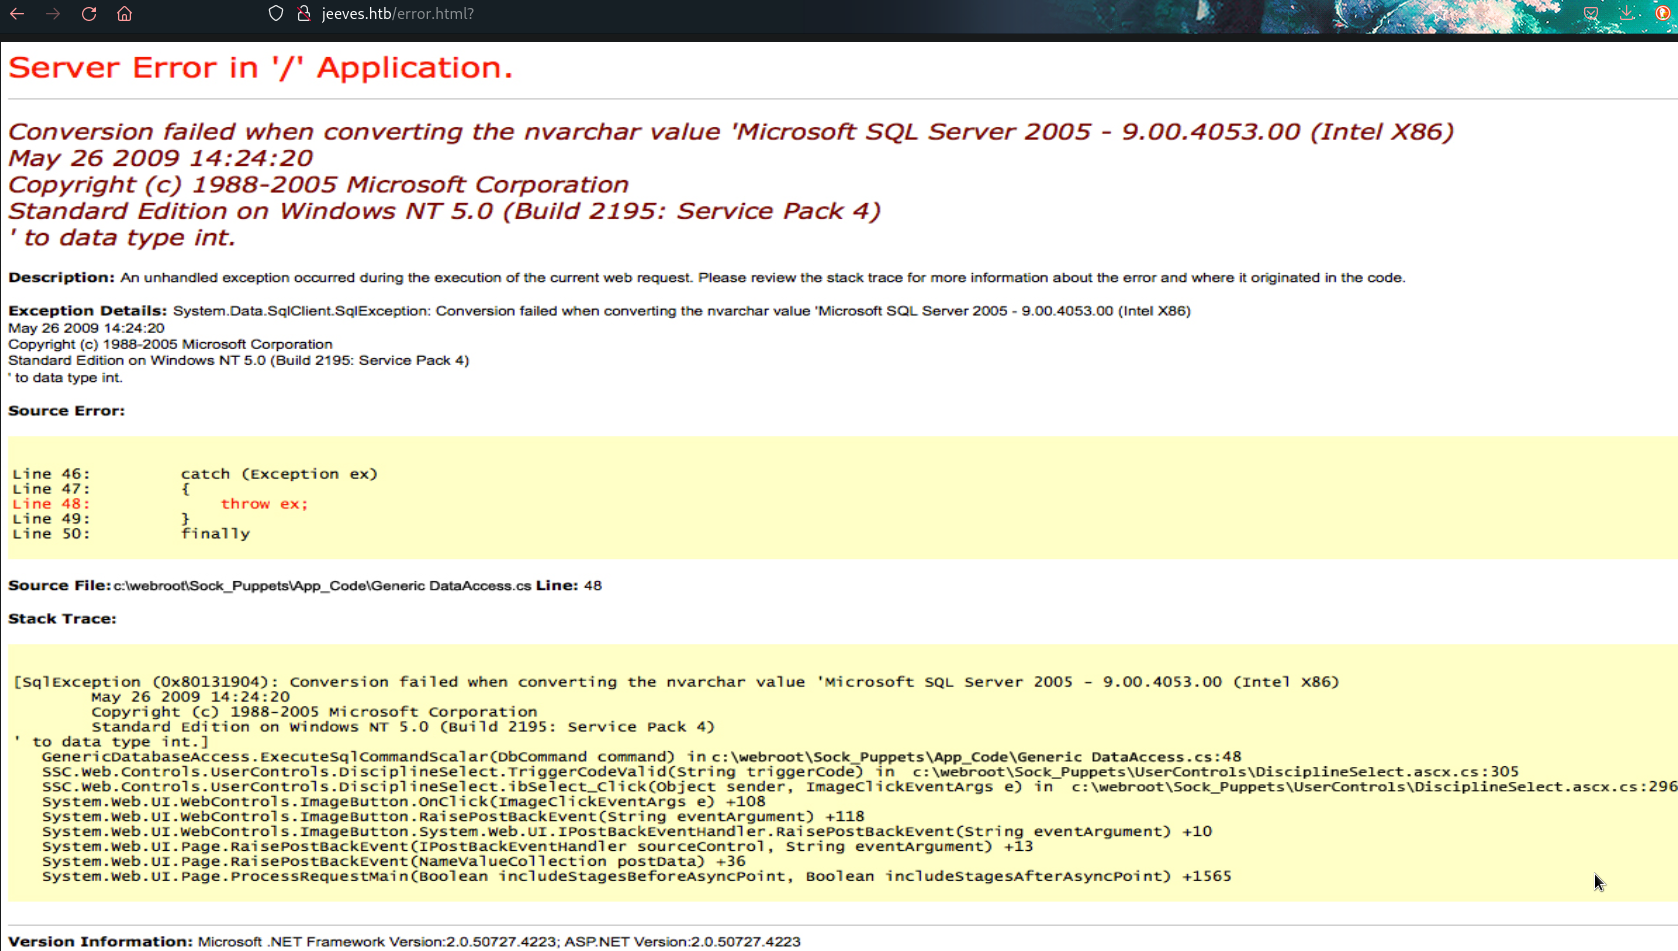 jeeves.htb/error.html?
Server Error in '/' Application.
Conversion failed when converting the nvarchar value 'Microsoft SQL Server 2005 - 9.00.4053.00 (Intel X86)
May 26 2009 14:24:20
Copyright (c) 1988-2005 Microsoft Corporation
Standard Edition on Windows NT 5.0 (Build 2195: Service Pack 4)
' to data type int.
Description: An unhandled exception occurred during the execution of the current web request. Please review the stack trace for more information about the error and where it originated in the code.
Exception Details: System.Data.SqlClient.SqlException: Conversion failed when converting the nvarchar value 'Microsoft SQL Server 2005 - 9.00.4053.00 (Intel X86)
May 26 2009 14:24:20
Copyright (c) 1988-2005 Microsoft Corporation
Standard Edition on Windows NT 5.0 (Build 2195: Service Pack 4)
' to data type int.
Source Error:
Line 46: catch (Exception ex)
Line 47: {
Line 48: throw ex;
Line 49: }
Line 50: finally
Source File: c:\webroot\Sock_Puppets\App_Code\Generic DataAccess.cs Line: 48
Stack Trace:
[SqlException (0x80131904): Conversion failed when converting the nvarchar value 'Microsoft SQL Server 2005 - 9.00.4053.00 (Intel X86)
May 26 2009 14:24:20
Copyright (c) 1988-2005 Microsoft Corporation
Standard Edition on Windows NT 5.0 (Build 2195: Service Pack 4)
' to data type int.]
GenericDatabaseAccess.ExecuteSqlCommandScalar(DbCommand command) in c:\webroot\Sock_Puppets\App_Code\Generic DataAccess.cs:48
SSC.Web.Controls.UserControls.DisciplineSelect.TriggerCodeValid(String triggerCode) in c:\webroot\Sock_Puppets\UserControls\DisciplineSelect.ascx.cs:305
SSC.Web.Controls.UserControls.DisciplineSelect.ibSelect_Click(Object sender, ImageClickEventArgs e) in c:\webroot\Sock_Puppets\UserControls\DisciplineSelect.ascx.cs:296
System.Web.UI.WebControls.ImageButton.OnClick(ImageClickEventArgs e) +108
System.Web.UI.WebControls.ImageButton.RaisePostBackEvent(String eventArgument) +118
System.Web.UI.WebControls.ImageButton.System.Web.UI.IPostBackEventHandler.RaisePostBackEvent(String eventArgument) +10
System.Web.UI.Page.RaisePostBackEvent(IPostBackEventHandler sourceControl, String eventArgument) +13
System.Web.UI.Page.RaisePostBackEvent(NameValueCollection postData) +36
System.Web.UI.Page.ProcessRequestMain(Boolean includeStagesBeforeAsyncPoint, Boolean includeStagesAfterAsyncPoint) +1565
Version Information: Microsoft .NET Framework Version:2.0.50727.4223; ASP.NET Version:2.0.50727.4223